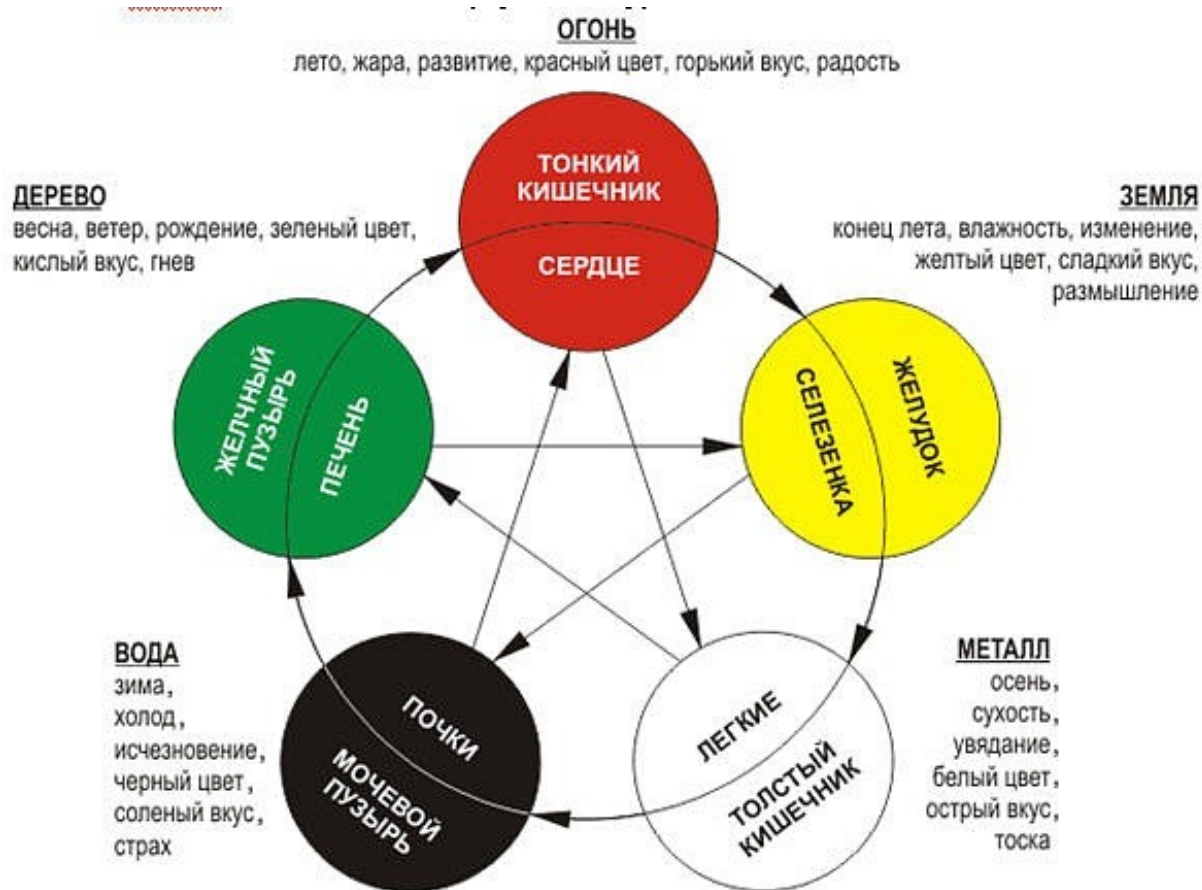 ОГОНЬ
лето, жара, развитие, красный цвет, горький вкус, радость
ТОНКИЙ
КИШЕЧНИК
СЕРДЦЕ
ДЕРЕВО
весна, ветер, рождение, зеленый цвет,
кислый вкус, гнев
ЖЕЛЧНЫЙ
ПУЗЫРЬ
ПЕЧЕНЬ
ЗЕМЛЯ
конец лета, влажность, изменение,
желтый цвет, сладкий вкус,
размышление
СЕЛЕЗЕНКА
ЖЕЛУДОК
ВОДА
зима,
холод,
исчезновение,
черный цвет,
соленый вкус,
страх
ПОЧКИ
МОЧЕВОЙ
ПУЗЫРЬ
ЛЕГКИЕ
ТОЛСТЫЙ
КИШЕЧНИК
МЕТАЛЛ
осень,
сухость,
увядание,
белый цвет,
острый вкус,
тоска